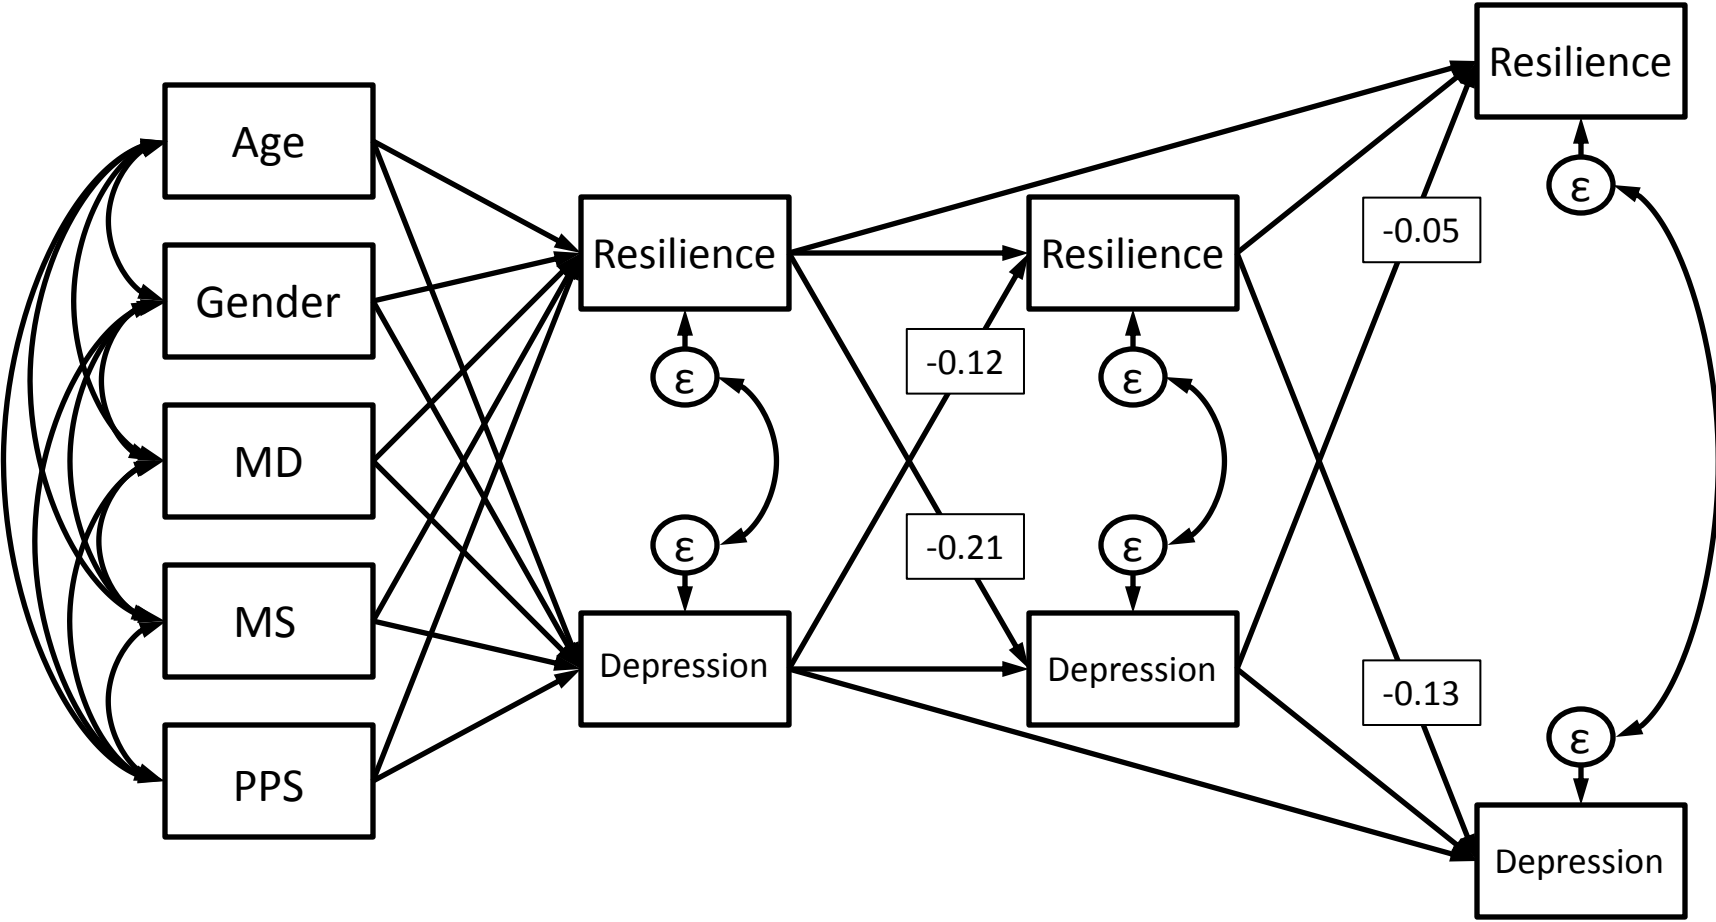 Age
Gender
MD
MS
PPS
Resilience
ε
ε
Depression
-0.12
-0.21
Resilience
ε
ε
Depression
-0.05
-0.13
Resilience
ε
ε
Depression